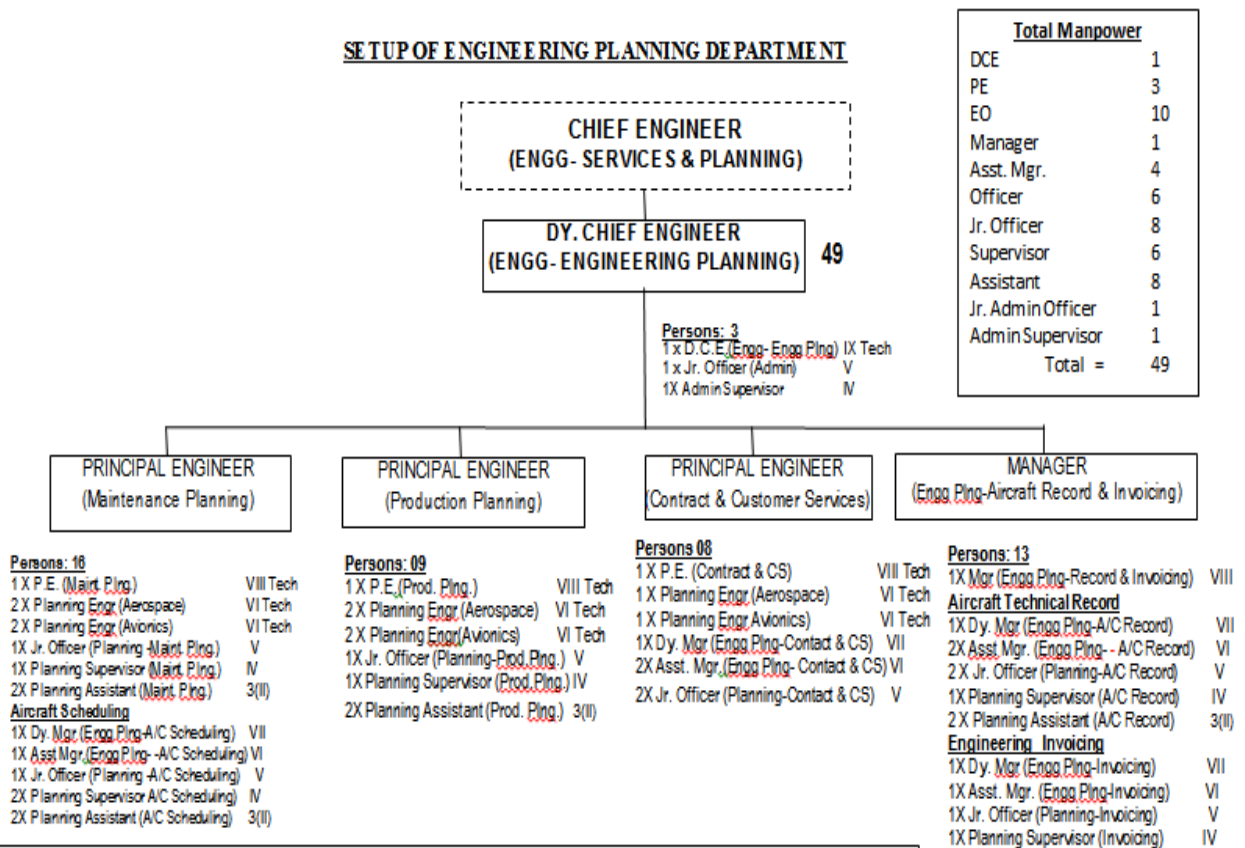 SETUP OF ENGINEERING PLANNING DEPARTMENT
CHIEF ENGINEER
(ENGG- SERVICES & PLANNING)
DY. CHIEF ENGINEER
(ENGG- ENGINEERING PLANNING)
49
Total Manpower
DCE 1
PE 3
EO 10
Manager 1
Asst. Mgr. 4
Officer 6
Jr. Officer 8
Supervisor 6
Assistant 8
Jr. Admin Officer 1
Admin Supervisor 1
Total = 49
Persons: 3
1 x D.C.E.(Engg- Engg Plng) IX Tech
1 x Jr. Officer (Admin) V
1X Admin Supervisor IV
PRINCIPAL ENGINEER
(Maintenance Planning)
Persons: 16
1 X P.E. (Maint. Plng.) VIII Tech
2 X Planning Engr (Aerospace) VI Tech
2 X Planning Engr (Avionics) VI Tech
1X Jr. Officer (Planning -Maint. Plng.) V
1X Planning Supervisor (Maint. Plng.) IV
2X Planning Assistant (Maint. Plng.) 3(II)
Aircraft Scheduling
1X Dy. Mgr (Engg Plng-A/C Scheduling) VII
1X Asst Mgr.(Engg Plng- -A/C Scheduling) VI
1X Jr. Officer (Planning -A/C Scheduling) V
2X Planning Supervisor A/C Scheduling) IV
2X Planning Assistant (A/C Scheduling) 3(II)
PRINCIPAL ENGINEER
(Production Planning)
Persons: 09
1 X P.E.(Prod. Plng.) VIII Tech
2 X Planning Engr (Aerospace) VI Tech
2 X Planning Engr(Avionics) VI Tech
1X Jr. Officer (Planning-Prod.Plng.) V
1X Planning Supervisor (Prod.Plng.) IV
2X Planning Assistant (Prod. Plng.) 3(II)
PRINCIPAL ENGINEER
(Contract & Customer Services)
Persons 08
1 X P.E. (Contract & CS) VIII Tech
1 X Planning Engr (Aerospace) VI Tech
1 X Planning Engr Avionics) VI Tech
1X Dy. Mgr (Engg Plng-Contact & CS) VII
2X Asst. Mgr.(Engg Plng- Contact & CS) VI
2X Jr. Officer (Planning-Contact & CS) V
MANAGER
(Engg Plng-Aircraft Record & Invoicing)
Persons: 13
1X Mgr (Engg Plng-Record & Invoicing) VIII
Aircraft Technical Record
1X Dy. Mgr (Engg Plng-A/C Record) VII
2X Asst Mgr. (Engg Plng- - A/C Record) VI
2 X Jr. Officer (Planning-A/C Record) V
1X Planning Supervisor (A/C Record) IV
2 X Planning Assistant (A/C Record) 3(II)
Engineering Invoicing
1X Dy. Mgr (Engg Plng-Invoicing) VII
1X Asst. Mgr. (Engg Plng-Invoicing) VI
1X Jr. Officer (Planning-Invoicing) V
1X Planning Supervisor (Invoicing) IV